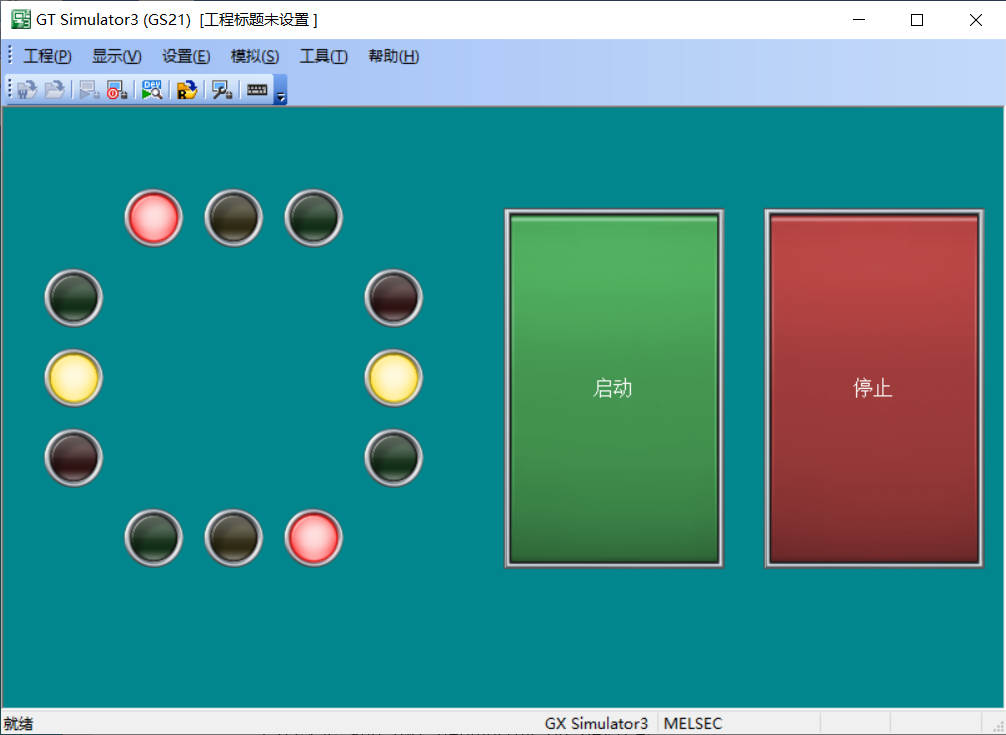 GT Simulator3 (GS21)  [工程标题未设置 ]
工程(P) 显示(V) 设置(E) 模拟(S) 工具(T) 帮助(H)
启动
停止
就绪
GX Simulator3 MELSEC